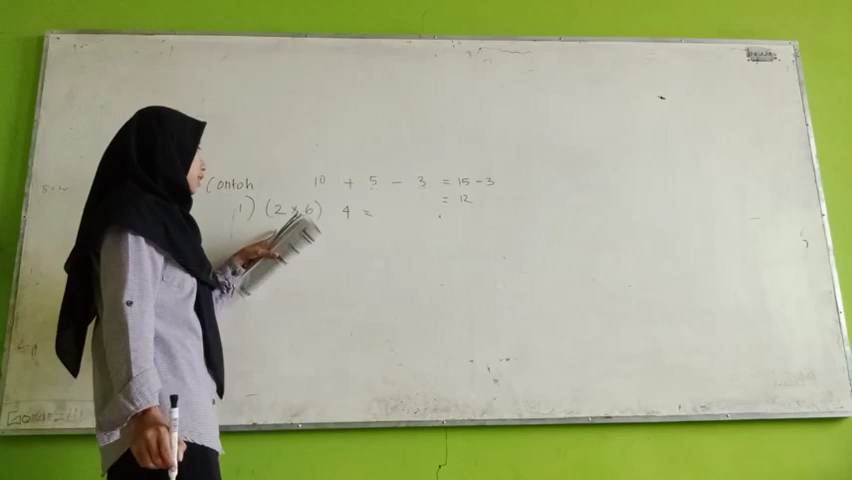 Contoh 10 + 5 - 3 = 15 - 3
= 12
1) (2 × 6) 4 =